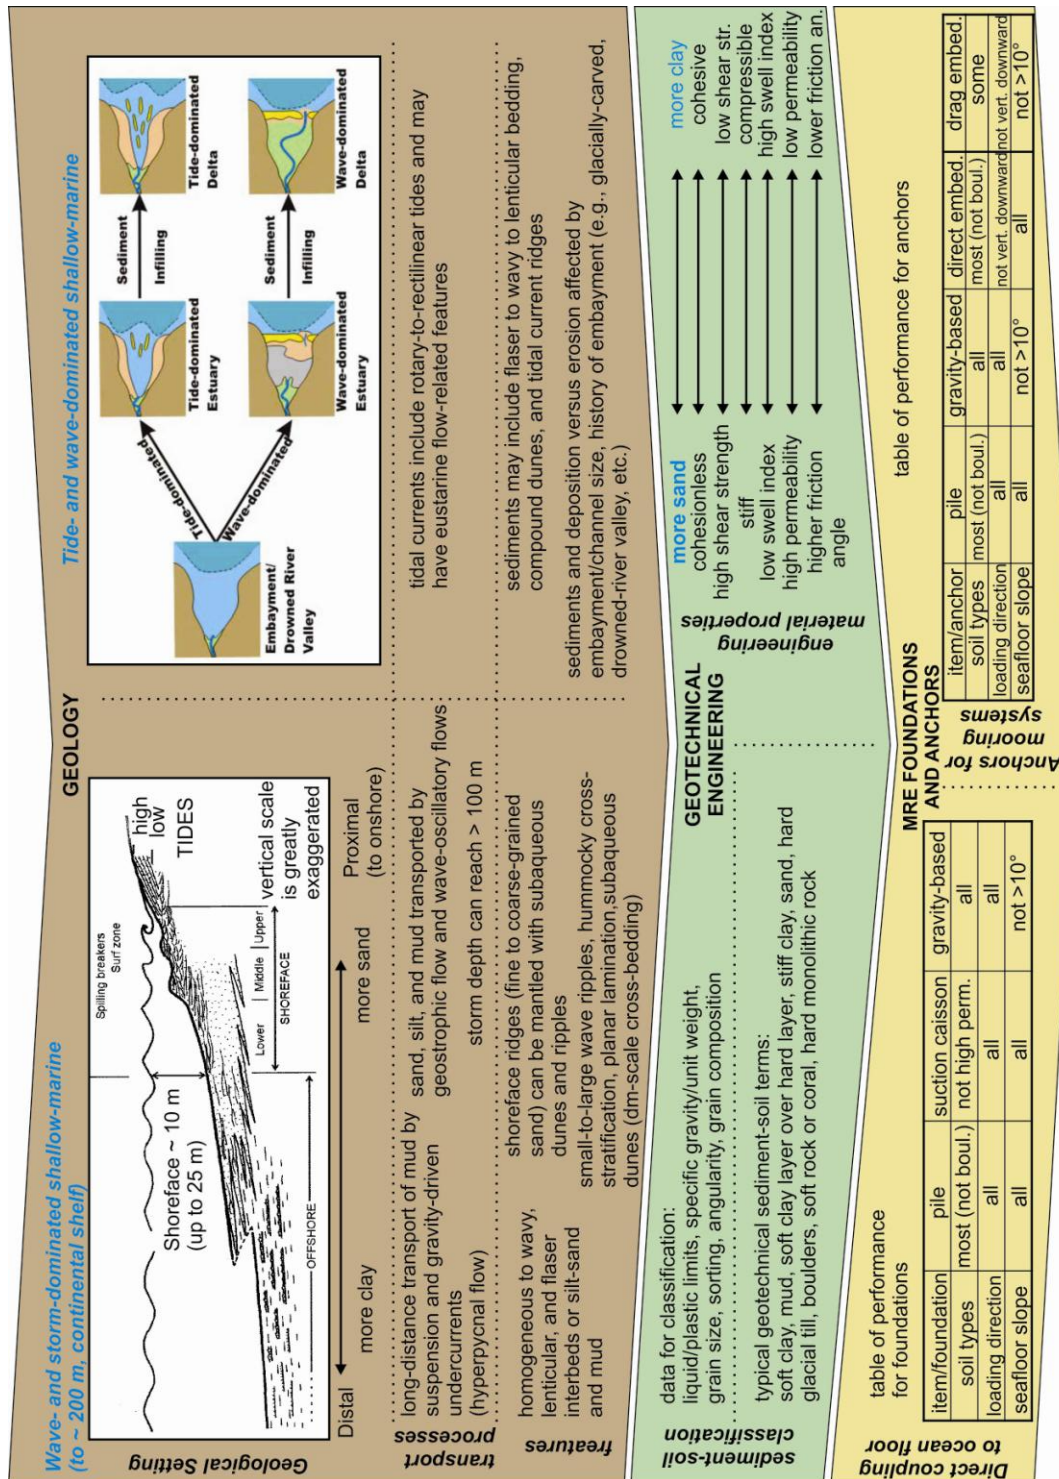 Wave- and storm-dominated shallow-marine
(to ~ 200 m, continental shelf)
GEOLOGY
Tide- and wave-dominated shallow-marine
Geological Setting
Spilling breakers
Surf zone
high
low
TIDES
Shoreface ~ 10 m
(up to 25 m)
Lower
Middle
Upper
SHOREFACE
OFFSHORE
vertical scale
is greatly
exaggerated
Distal
more clay
more sand
Proximal
(to onshore)
Embayment/
Drowned River
Valley
Tide-dominated
Wave-dominated
Tide-dominated
Estuary
Sediment
Infilling
Tide-dominated
Delta
Wave-dominated
Estuary
Sediment
Infilling
Wave-dominated
Delta
transport
processes
long-distance transport of mud by
suspension and gravity-driven
undercurrents
(hyperpycnal flow)
sand, silt, and mud transported by
geostrophic flow and wave-oscillatory flows
storm depth can reach > 100 m
tidal currents include rotary-to-rectilinear tides and may
have eustarine flow-related features
freatures
homogeneous to wavy,
lenticular, and flaser
interbeds or silt-sand
and mud
shoreface ridges (fine to coarse-grained
sand) can be mantled with subaqueous
dunes and ripples
small-to-large wave ripples, hummocky cross-
stratification, planar lamination,subaqueous
dunes (dm-scale cross-bedding)
sediments may include flaser to wavy to lenticular bedding,
compound dunes, and tidal current ridges
sediments and deposition versus erosion affected by
embayment/channel size, history of embayment (e.g., glacially-carved,
drowned-river valley, etc.)
GEOTECHNICAL
ENGINEERING
sediment-soil
classification
data for classification:
liquid/plastic limits, specific gravity/unit weight,
grain size, sorting, angularity, grain composition
typical geotechnical sediment-soil terms:
soft clay, mud, soft clay layer over hard layer, stiff clay, sand, hard
glacial till, boulders, soft rock or coral, hard monolithic rock
engineering
material properties
more sand
cohesionless
high shear strength
stiff
low swell index
high permeability
higher friction
angle
more clay
cohesive
low shear str.
compressible
high swell index
low permeability
lower friction an.
MRE FOUNDATIONS
AND ANCHORS
Direct coupling
to ocean floor
table of performance
for foundations
item/foundation pile suction caisson gravity-based
soil types most (not boul.) not high perm. all
loading direction all all all
seafloor slope all all not >10°
Anchors for
mooring
systems
table of performance for anchors
item/anchor pile gravity-based direct embed. drag embed.
soil types most (not boul.) all most (not boul.) some
loading direction all all not vert. downward not vert. downward
seafloor slope all not >10° all not >10°